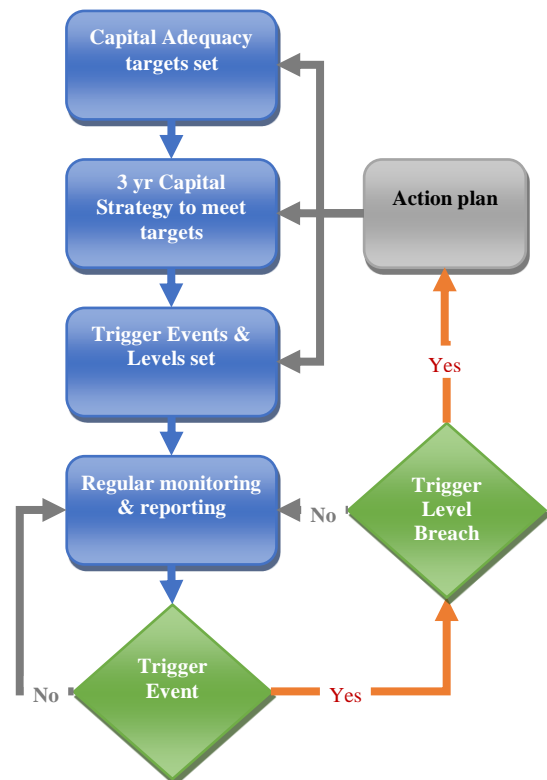 Capital Adequacy
targets set
3 yr Capital
Strategy to meet
targets
Action plan
Trigger Events &
Levels set
Yes
Regular monitoring
& reporting
No
Trigger
Level
Breach
Trigger
Event
No
Yes